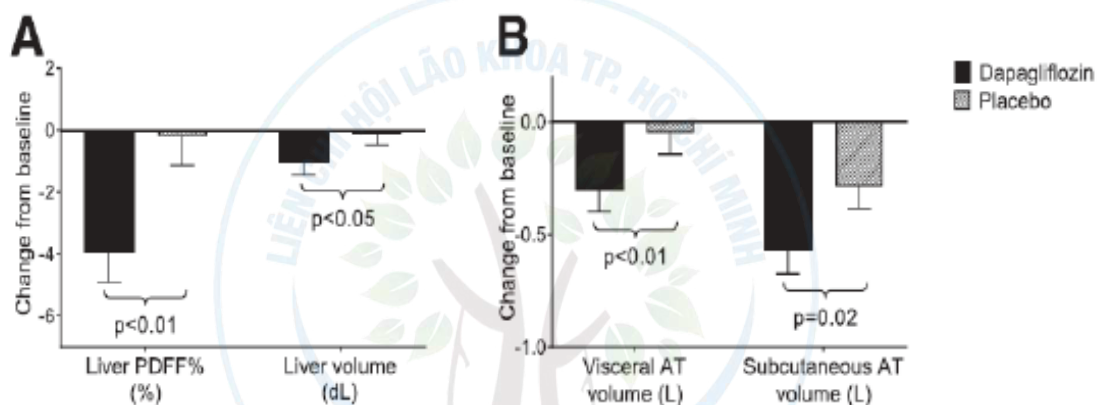 A
B
LIÊN CHI HỘI LÃO KHOA TP. HỒ CHÍ MINH
Dapagliflozin
Placebo
Change from baseline
2
0
-2
-4
-6
p<0.01
p<0.05
Liver PDFF%
(%)
Liver volume
(dL)
Change from baseline
0.0
-0.5
-1.0
p<0.01
p=0.02
Visceral AT
volume (L)
Subcutaneous AT
volume (L)